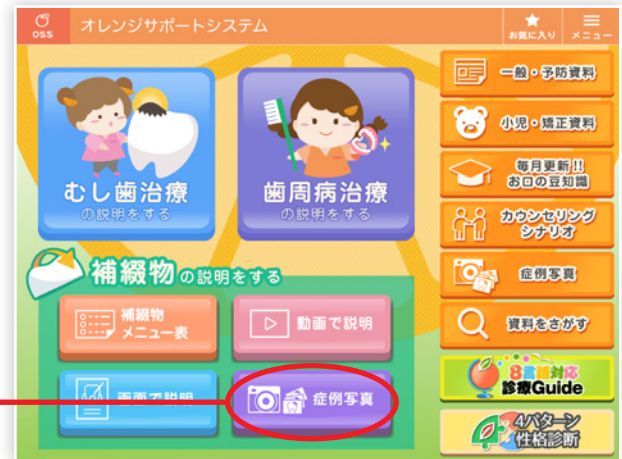 OSS
オレンジサポートシステム
お気に入り
メニュー
むし歯治療
の説明をする
歯周病治療
の説明をする
補綴物の説明をする
補綴物
メニュー表
動画で説明
画面で説明
症例写真
一般・予防資料
小児・矯正資料
毎月更新!!
お口の豆知識
カウンセリング
シナリオ
症例写真
資料をさがす
8言語対応
診療Guide
4パターン
性格診断